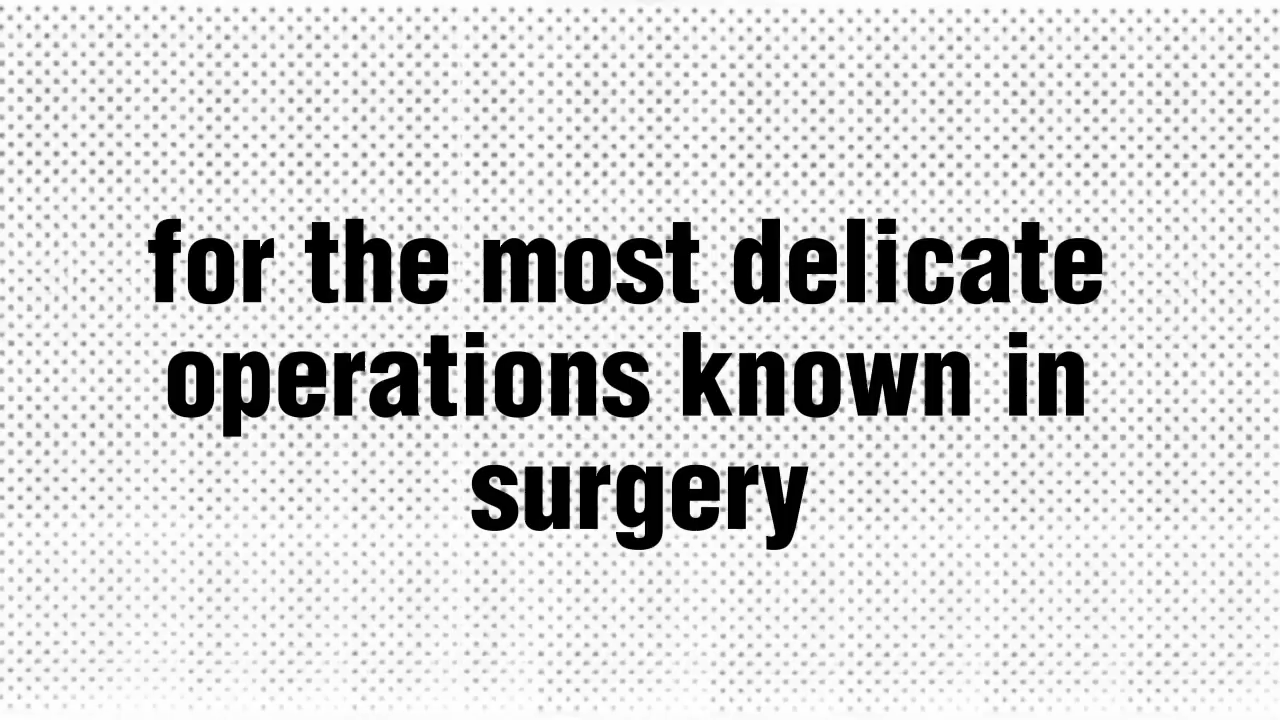 for the most delicate
operations known in
surgery